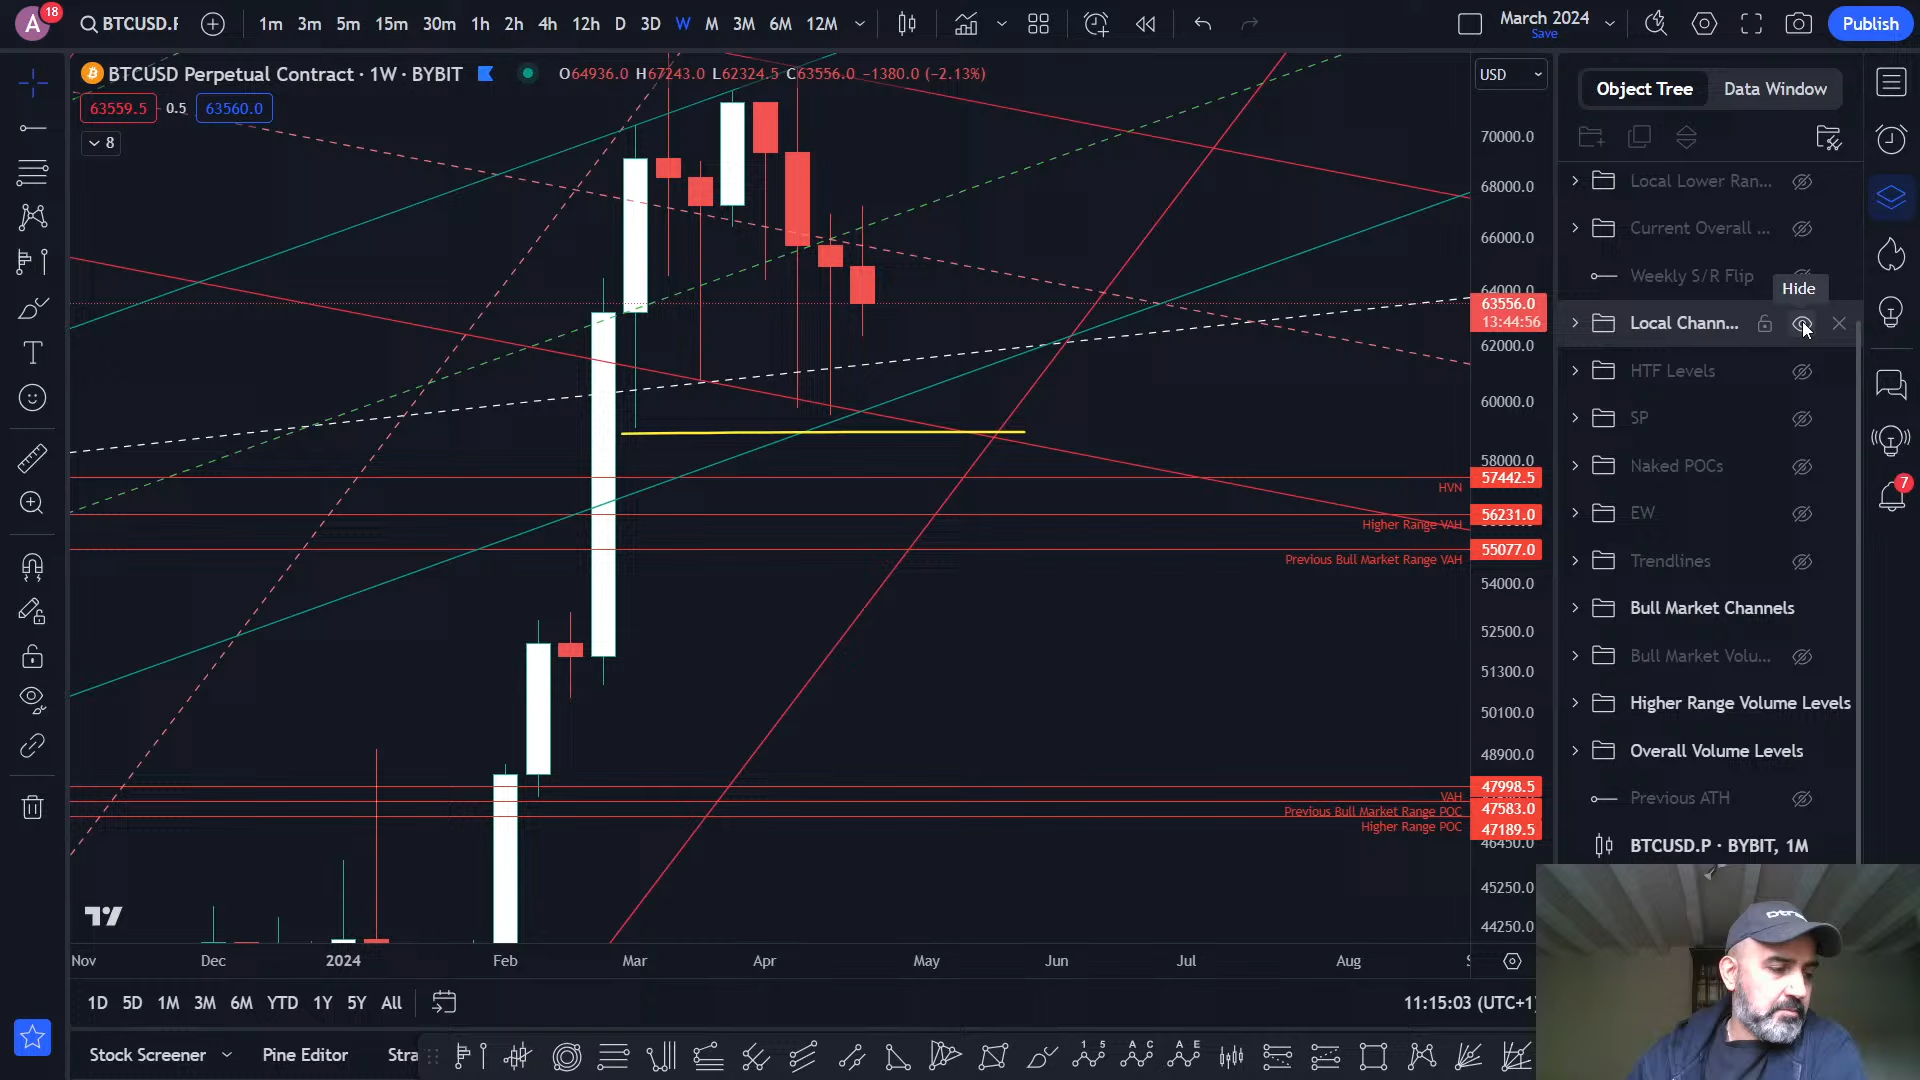 A
18
BTCUSD.F
1m 3m 5m 15m 30m 1h 2h 4h 12h D 3D W M 3M 6M 12M
March 2024
Save
Publish
BTCUSD Perpetual Contract · 1W · BYBIT
O64936.0 H67243.0 L62324.5 C63556.0 −1380.0 (−2.13%)
63559.5 0.5 63560.0
8
USD
70000.0
68000.0
66000.0
64000.0
63556.0
13:44:56
62000.0
60000.0
58000.0
57442.5
HVN
56231.0
Higher Range VAH
55077.0
Previous Bull Market Range VAH
54000.0
52500.0
51300.0
50100.0
48900.0
47998.5
VAH
47583.0
Previous Bull Market Range POC
47189.5
Higher Range POC
46450.0
45250.0
44250.0
Nov Dec 2024 Feb Mar Apr May Jun Jul Aug
1D 5D 1M 3M 6M YTD 1Y 5Y All
11:15:03 (UTC+1)
Stock Screener Pine Editor Stra
Object Tree Data Window
Local Lower Ran...
Current Overall ...
Weekly S/R Flip
Hide
Local Chann...
HTF Levels
SP
Naked POCs
EW
Trendlines
Bull Market Channels
Bull Market Volu...
Higher Range Volume Levels
Overall Volume Levels
Previous ATH
BTCUSD.P · BYBIT, 1M
7